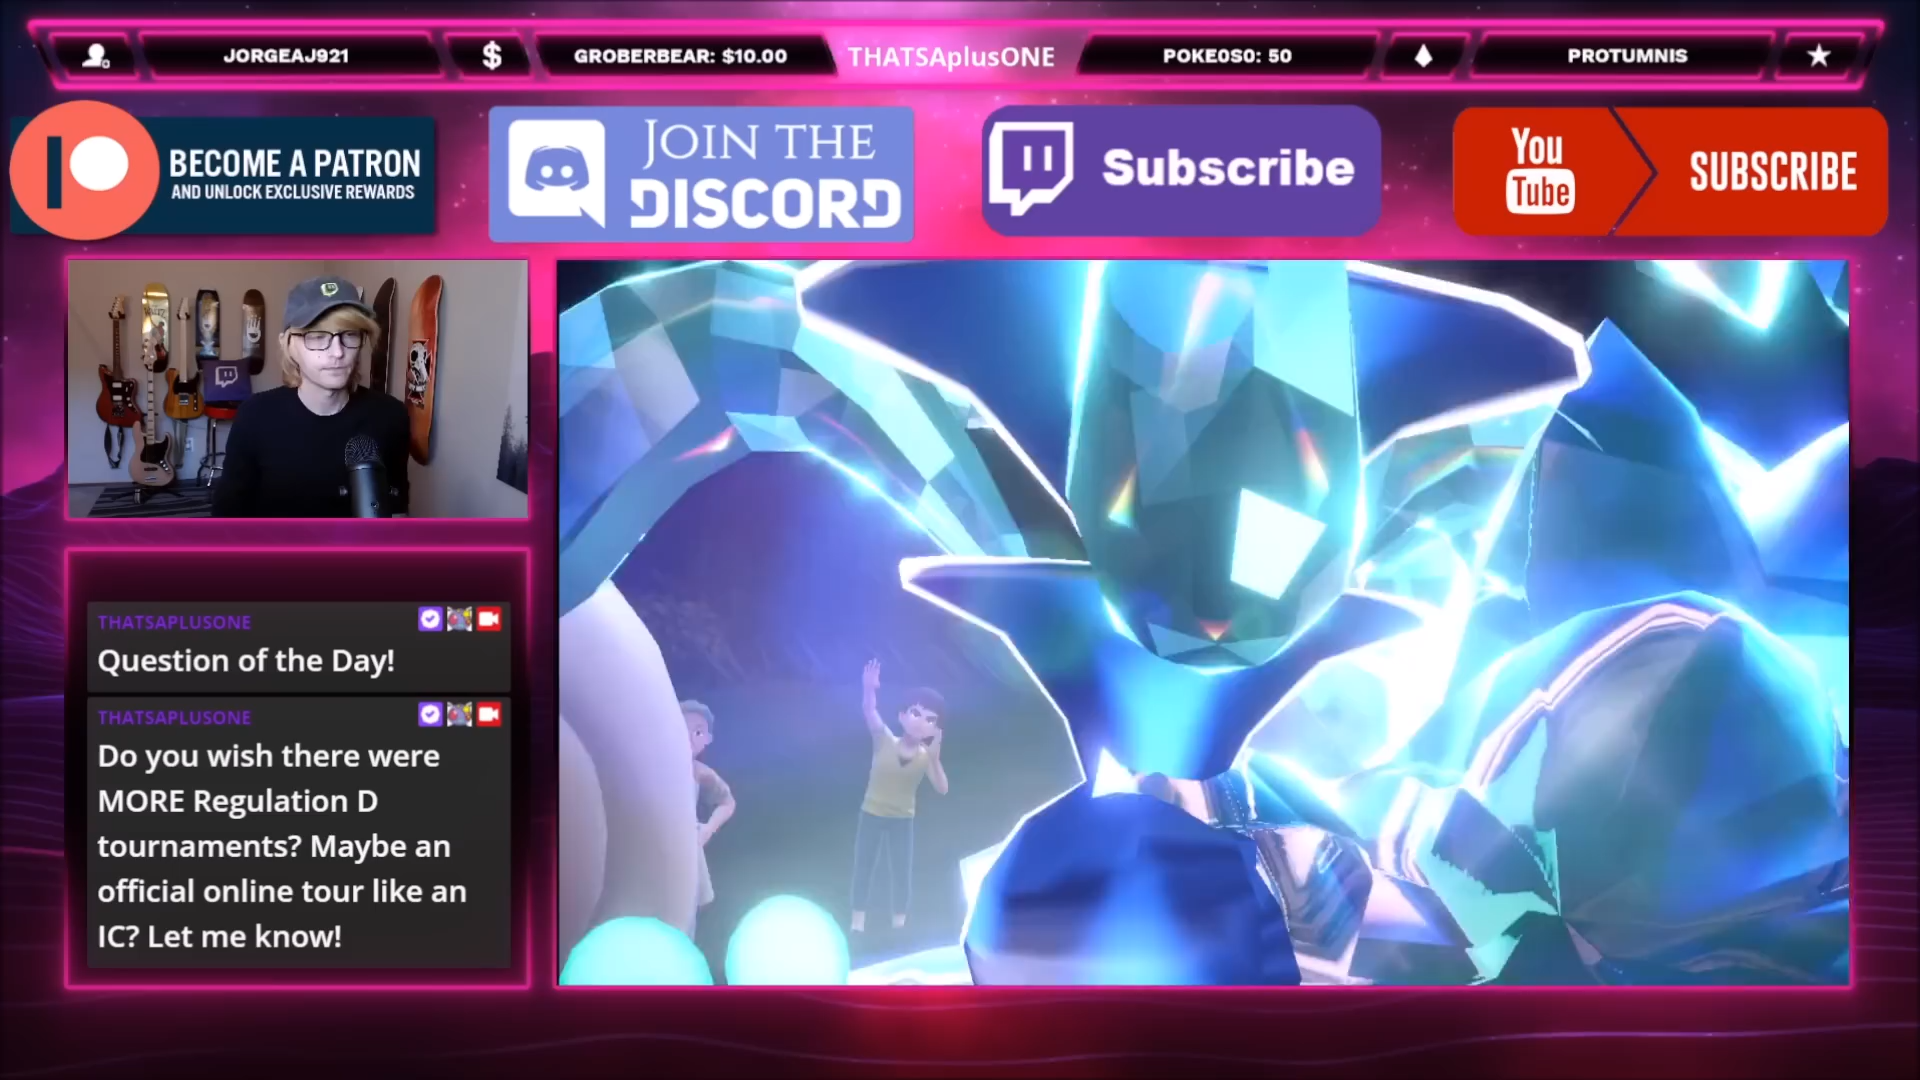 JORGEAJ921
$
GROBERBEAR: $10.00
THATSAplusONE
POKE0S0: 50
PROTUMNIS
BECOME A PATRON
AND UNLOCK EXCLUSIVE REWARDS
JOIN THE
DISCORD
Subscribe
You
Tube
SUBSCRIBE
THATSAPLUSONE
Question of the Day!
THATSAPLUSONE
Do you wish there were
MORE Regulation D
tournaments? Maybe an
official online tour like an
IC? Let me know!